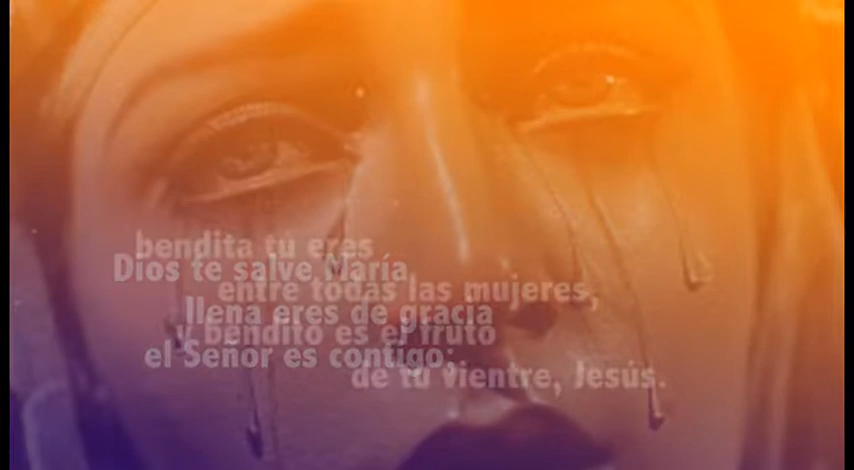 bendita tú eres
Dios te salve María
entre todas las mujeres,
llena eres de gracia
y bendito es el fruto
el Señor es contigo;
de tu vientre, Jesús.